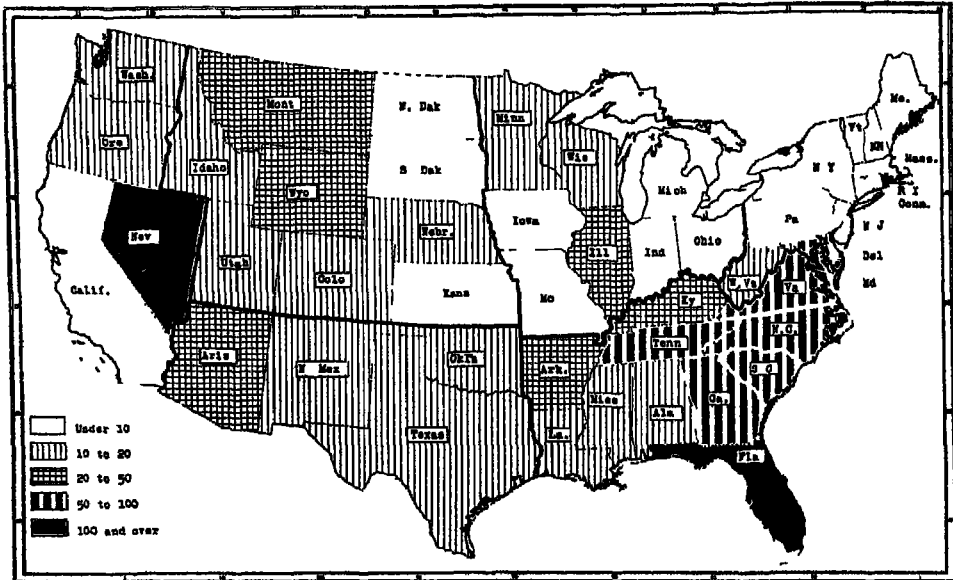 Wash.
Mont
N. Dak
Minn
Me.
Vt
NH
Ore
Idaho
S Dak
Wis
Mich
N Y
Mass.
R I
Conn.
Wyo
Iowa
Nev
Nebr.
Ill
Ind
Ohio
Pa
N J
Del
Md
Utah
Colo
Calif.
Kans
Mo
W. Va
Va
Ky
Aris
N Mex
Okla
Ark.
Tenn
N.C.
S C
Miss
Ala
Ga.
Texas
La.
Fla
Under 10
10 to 20
20 to 50
50 to 100
100 and over